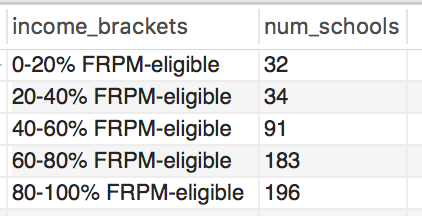 income_brackets num_schools
0-20% FRPM-eligible 32
20-40% FRPM-eligible 34
40-60% FRPM-eligible 91
60-80% FRPM-eligible 183
80-100% FRPM-eligible 196